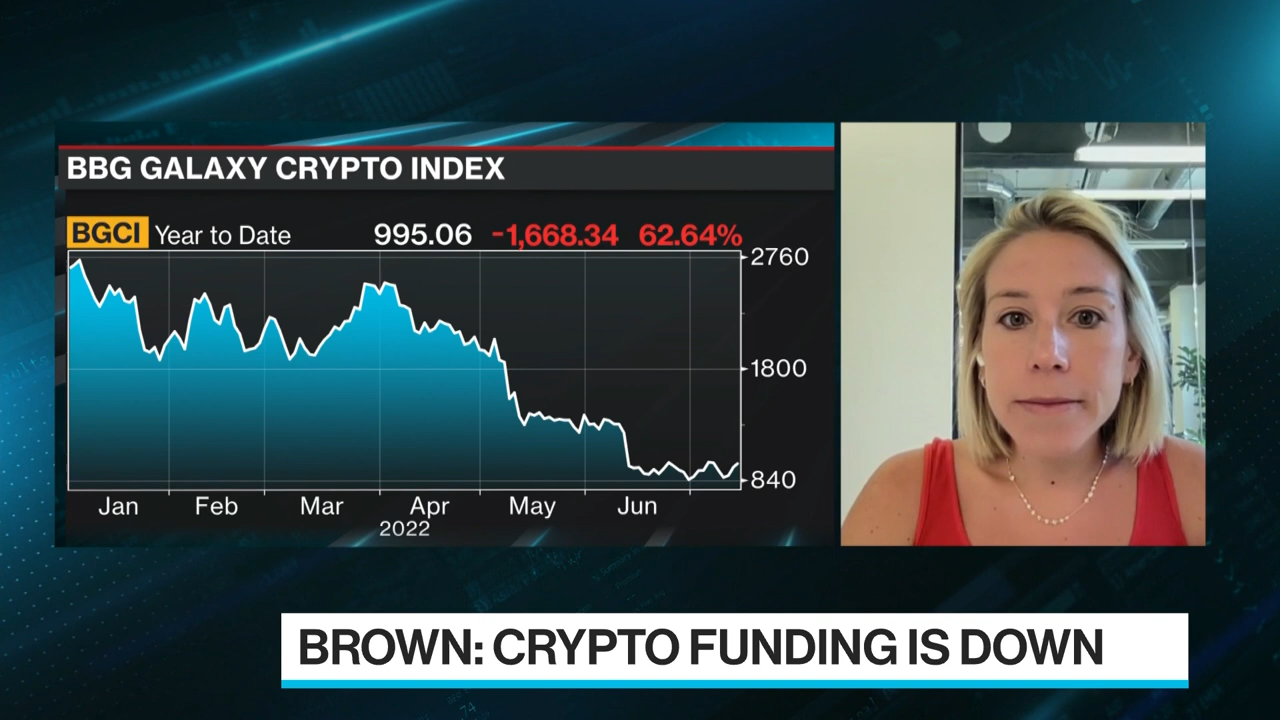 BBG GALAXY CRYPTO INDEX
BGCI Year to Date 995.06 -1,668.34 62.64%
2760
1800
840
Jan Feb Mar Apr May Jun
2022
BROWN: CRYPTO FUNDING IS DOWN